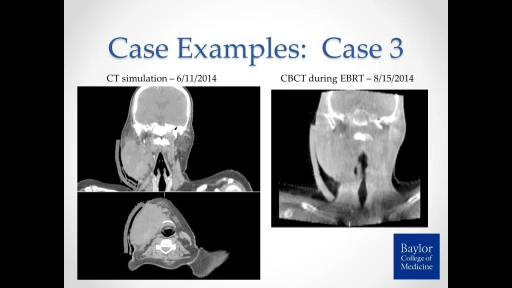 Case Examples: Case 3
CT simulation – 6/11/2014
CBCT during EBRT – 8/15/2014
Baylor
College of
Medicine